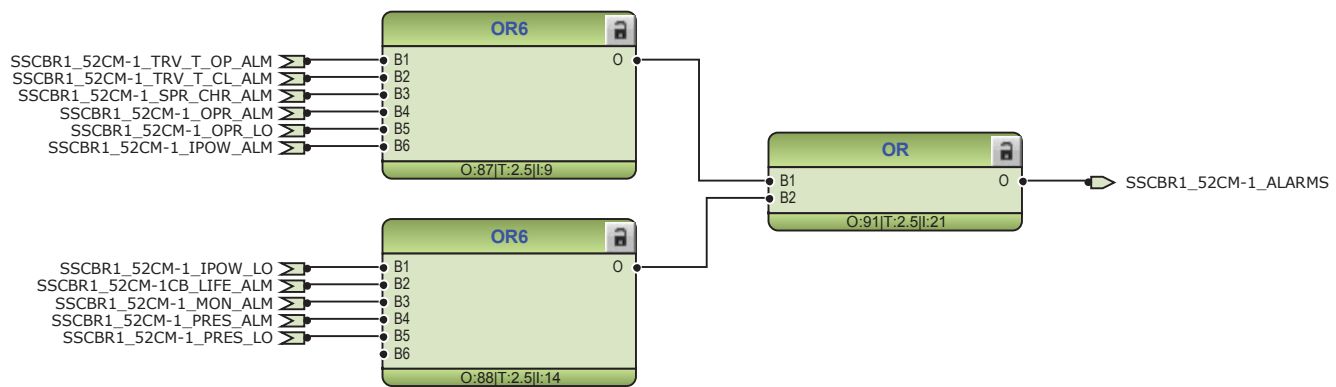 OR6
SSCBR1_52CM-1_TRV_T_OP_ALM B1 O
SSCBR1_52CM-1_TRV_T_CL_ALM B2
SSCBR1_52CM-1_SPR_CHR_ALM B3
SSCBR1_52CM-1_OPR_ALM B4
SSCBR1_52CM-1_OPR_LO B5
SSCBR1_52CM-1_IPOW_ALM B6
O:87|T:2.5|I:9
OR
B1 O SSCBR1_52CM-1_ALARMS
B2
O:91|T:2.5|I:21
OR6
SSCBR1_52CM-1_IPOW_LO B1 O
SSCBR1_52CM-1CB_LIFE_ALM B2
SSCBR1_52CM-1_MON_ALM B3
SSCBR1_52CM-1_PRES_ALM B4
SSCBR1_52CM-1_PRES_LO B5
B6
O:88|T:2.5|I:14